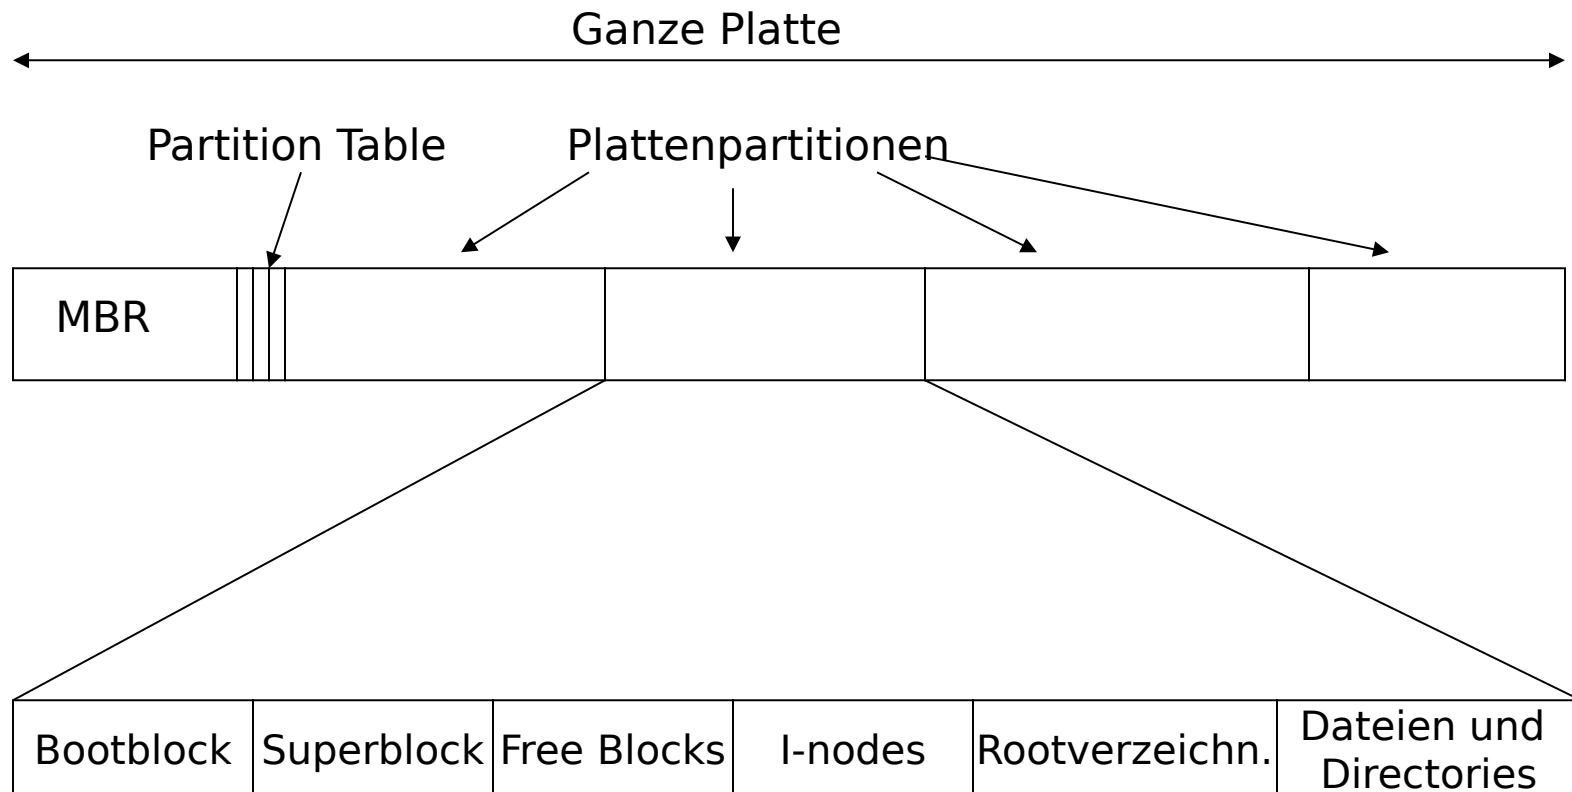 Ganze Platte
Partition Table
Plattenpartitionen
MBR
Bootblock
Superblock
Free Blocks
I-nodes
Rootverzeichn.
Dateien und
Directories